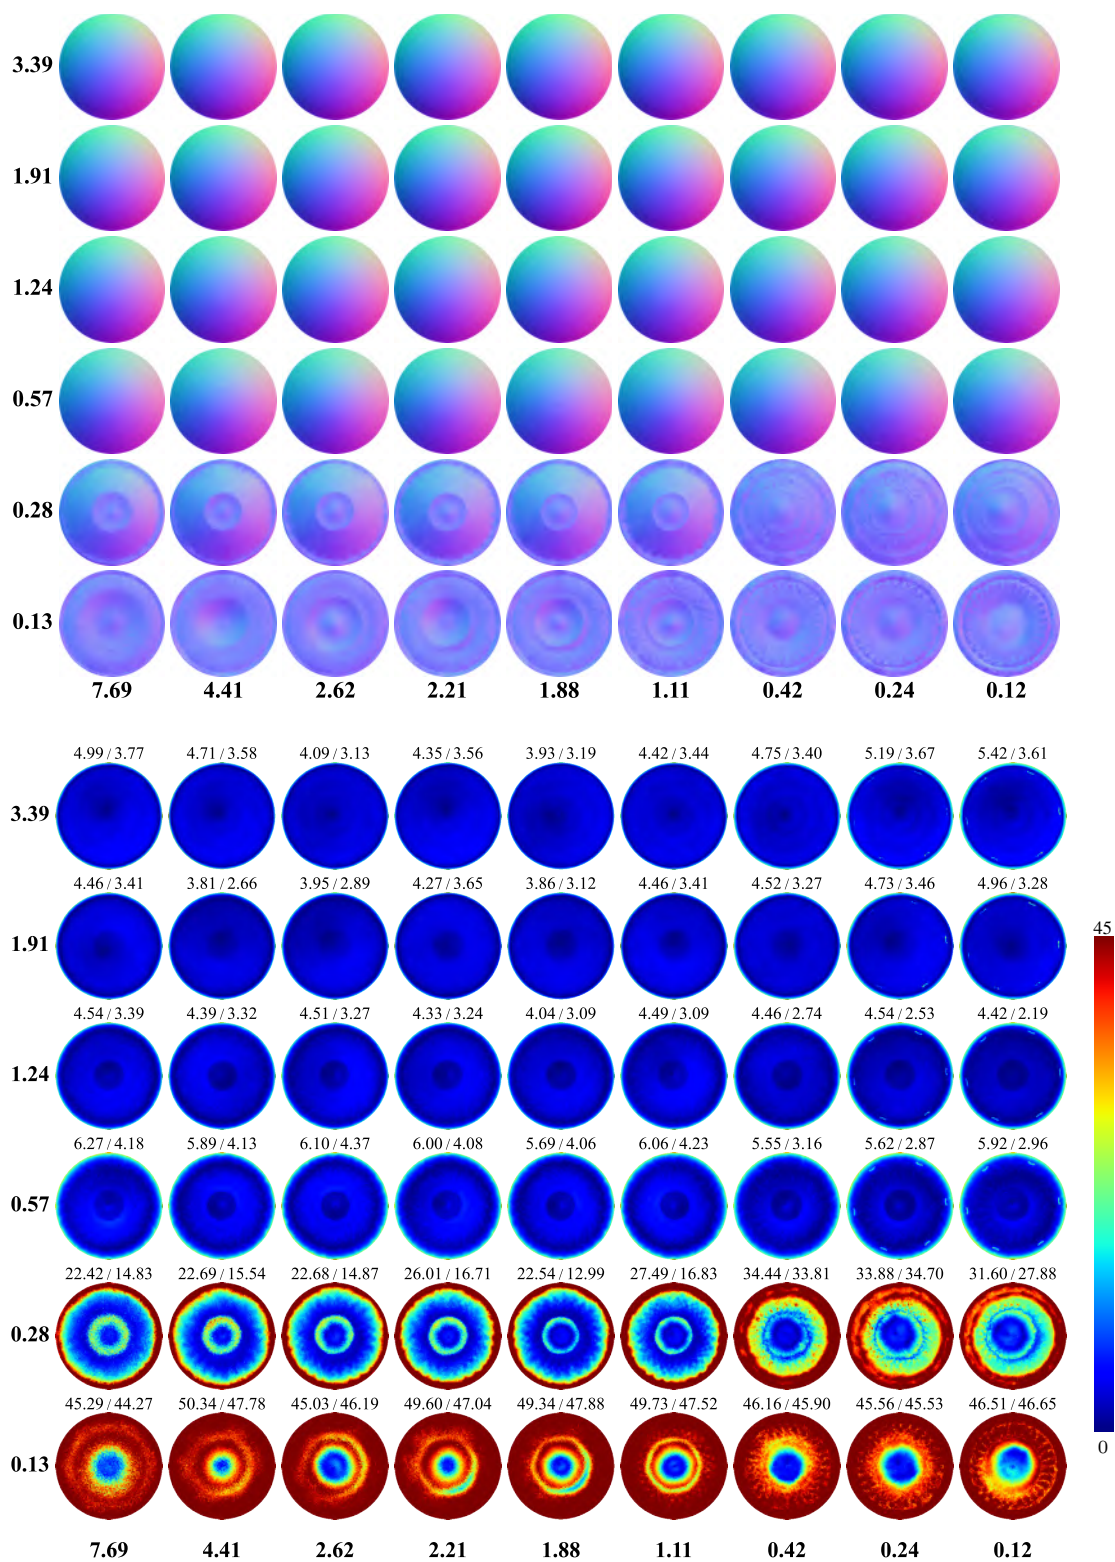 3.39
1.91
1.24
0.57
0.28
0.13
7.69 4.41 2.62 2.21 1.88 1.11 0.42 0.24 0.12
4.99 / 3.77 4.71 / 3.58 4.09 / 3.13 4.35 / 3.56 3.93 / 3.19 4.42 / 3.44 4.75 / 3.40 5.19 / 3.67 5.42 / 3.61
3.39
4.46 / 3.41 3.81 / 2.66 3.95 / 2.89 4.27 / 3.65 3.86 / 3.12 4.46 / 3.41 4.52 / 3.27 4.73 / 3.46 4.96 / 3.28
45
1.91
4.54 / 3.39 4.39 / 3.32 4.51 / 3.27 4.33 / 3.24 4.04 / 3.09 4.49 / 3.09 4.46 / 2.74 4.54 / 2.53 4.42 / 2.19
1.24
6.27 / 4.18 5.89 / 4.13 6.10 / 4.37 6.00 / 4.08 5.69 / 4.06 6.06 / 4.23 5.55 / 3.16 5.62 / 2.87 5.92 / 2.96
0.57
22.42 / 14.83 22.69 / 15.54 22.68 / 14.87 26.01 / 16.71 22.54 / 12.99 27.49 / 16.83 34.44 / 33.81 33.88 / 34.70 31.60 / 27.88
0.28
45.29 / 44.27 50.34 / 47.78 45.03 / 46.19 49.60 / 47.04 49.34 / 47.88 49.73 / 47.52 46.16 / 45.90 45.56 / 45.53 46.51 / 46.65
0
0.13
7.69 4.41 2.62 2.21 1.88 1.11 0.42 0.24 0.12